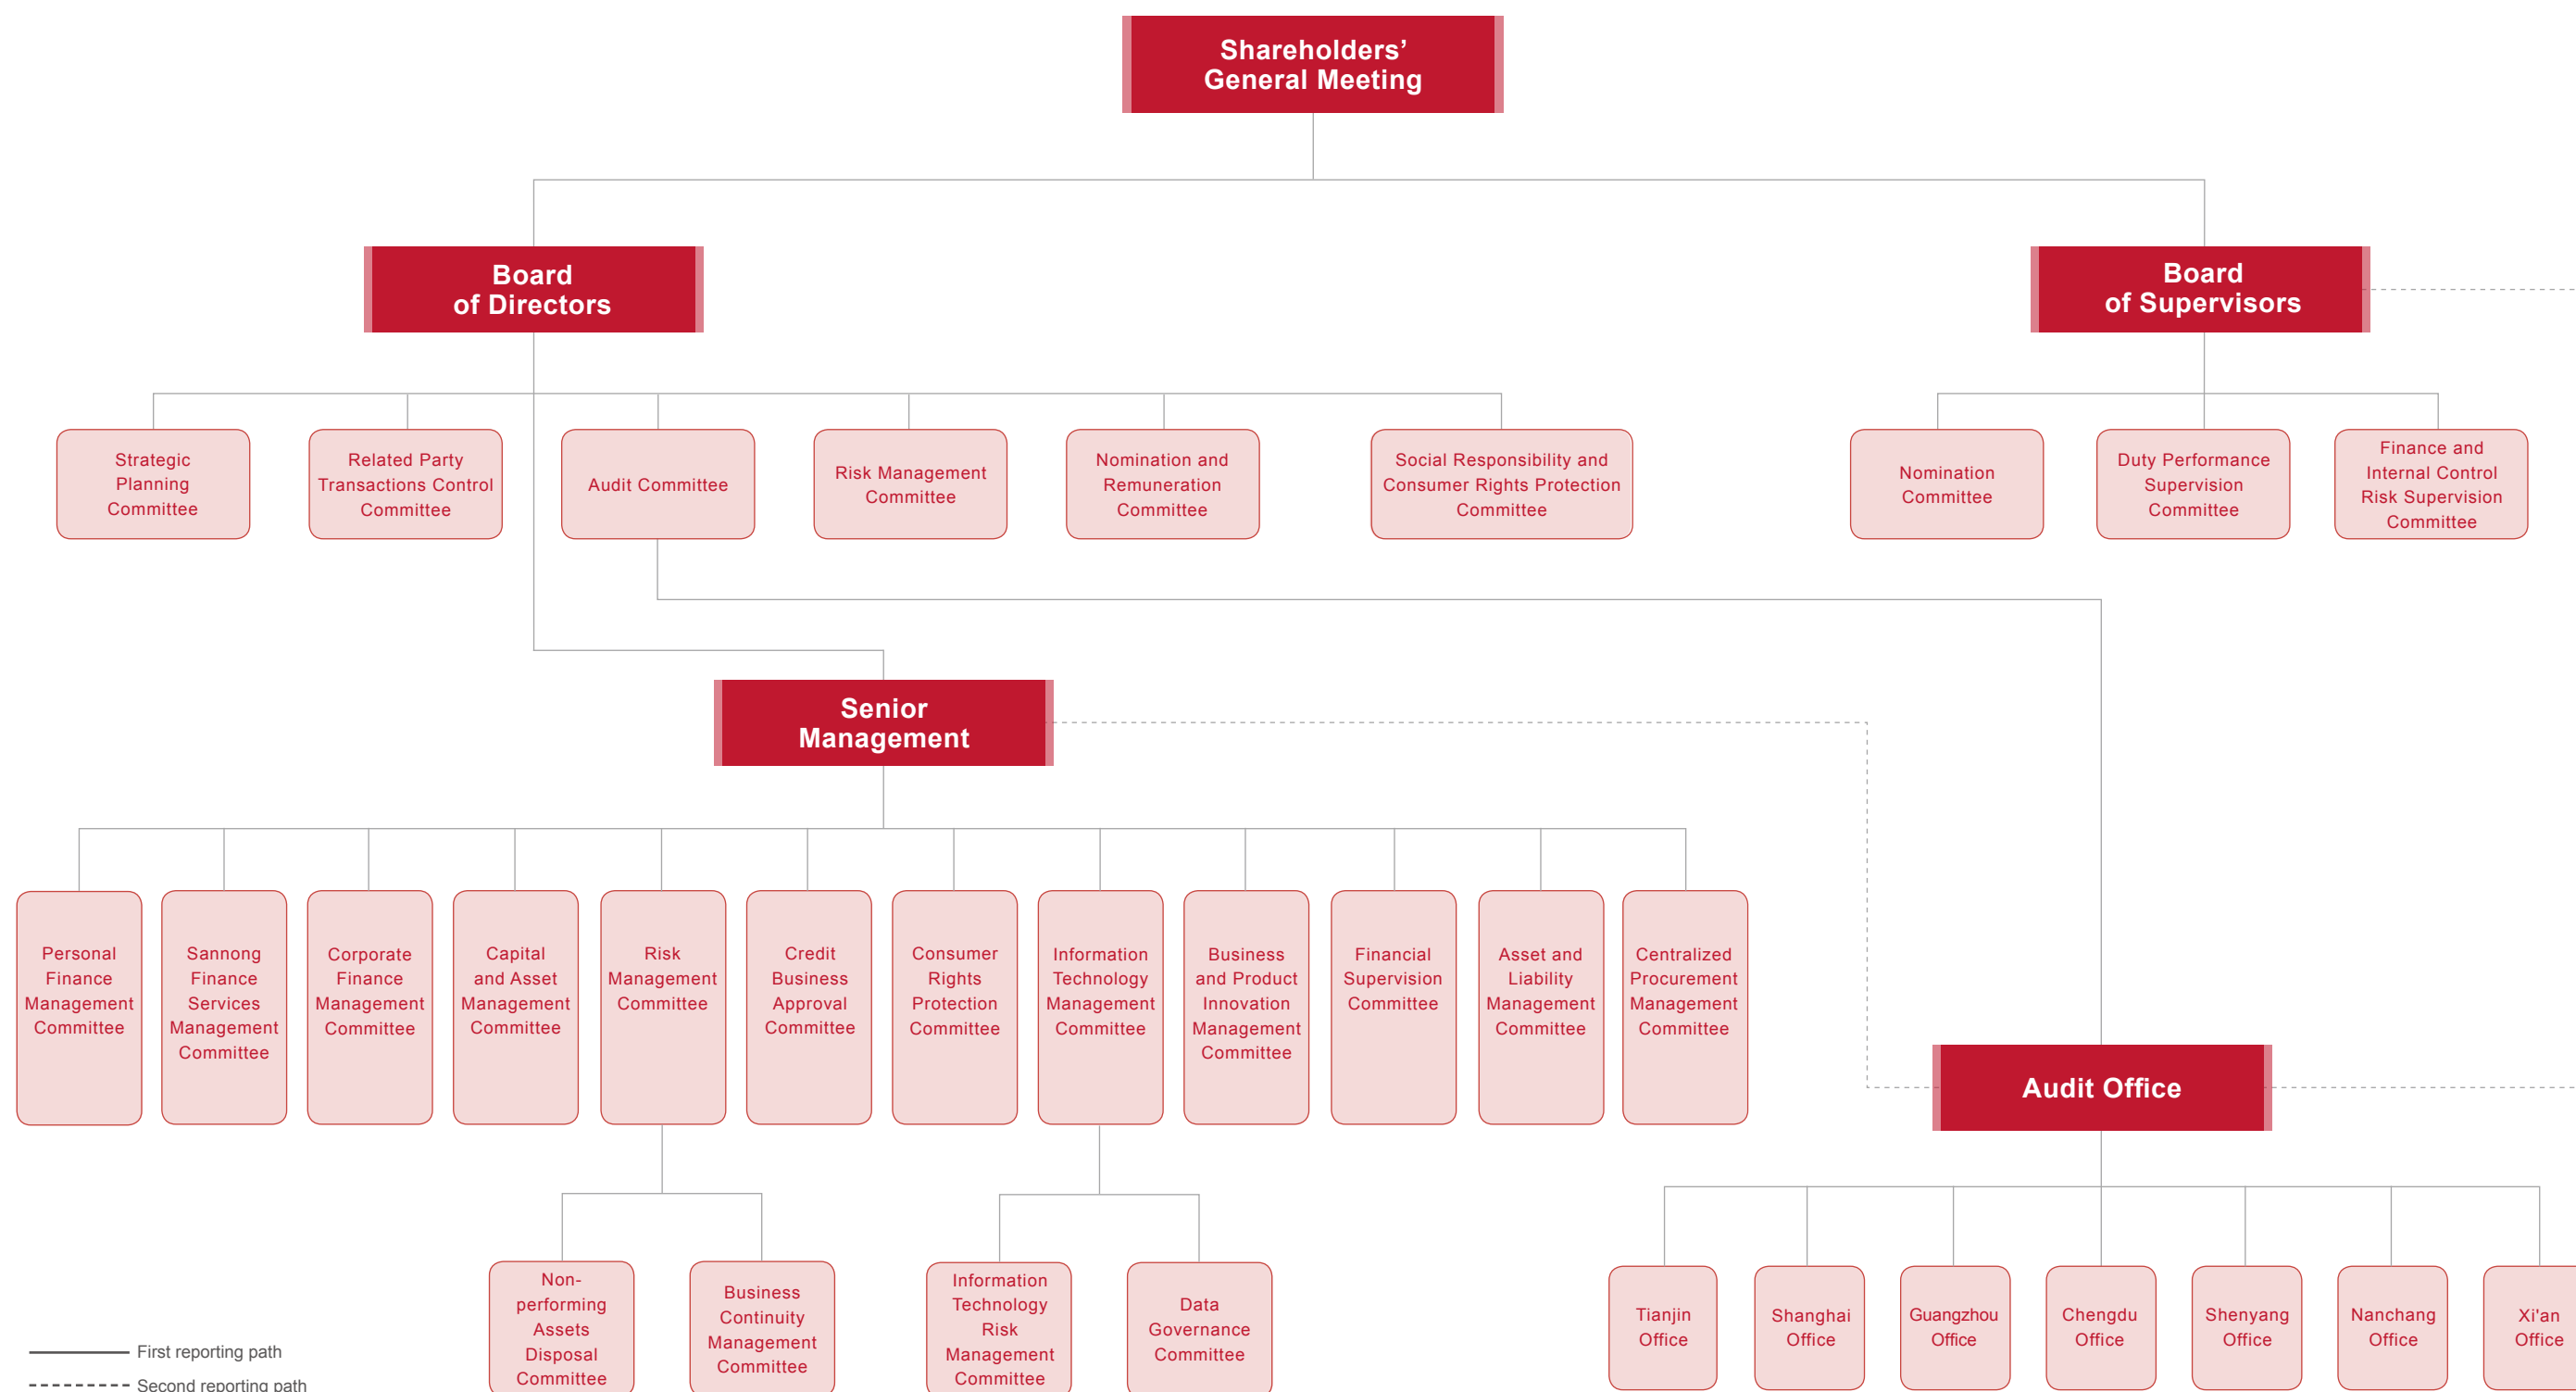 Shareholders’
General Meeting
Board
of Directors
Board
of Supervisors
Strategic
Planning
Committee
Related Party
Transactions Control
Committee
Audit Committee
Risk Management
Committee
Nomination and
Remuneration
Committee
Social Responsibility and
Consumer Rights Protection
Committee
Nomination
Committee
Duty Performance
Supervision
Committee
Finance and
Internal Control
Risk Supervision
Committee
Senior
Management
Personal
Finance
Management
Committee
Sannong
Finance
Services
Management
Committee
Corporate
Finance
Management
Committee
Capital
and Asset
Management
Committee
Risk
Management
Committee
Credit
Business
Approval
Committee
Consumer
Rights
Protection
Committee
Information
Technology
Management
Committee
Business
and Product
Innovation
Management
Committee
Financial
Supervision
Committee
Asset and
Liability
Management
Committee
Centralized
Procurement
Management
Committee
Audit Office
Non-
performing
Assets
Disposal
Committee
Business
Continuity
Management
Committee
Information
Technology
Risk
Management
Committee
Data
Governance
Committee
Tianjin
Office
Shanghai
Office
Guangzhou
Office
Chengdu
Office
Shenyang
Office
Nanchang
Office
Xi'an
Office
First reporting path
Second reporting path